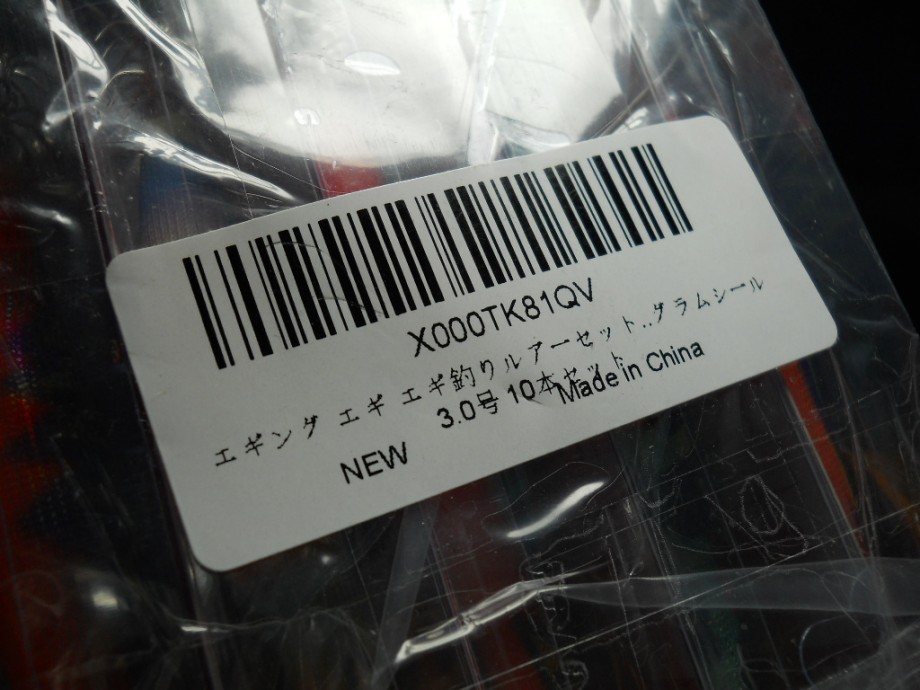 X000TK81QV
エギング エギ エギ釣りルアーセット..グラムシール
3.0号 10本セット
Made in China
NEW